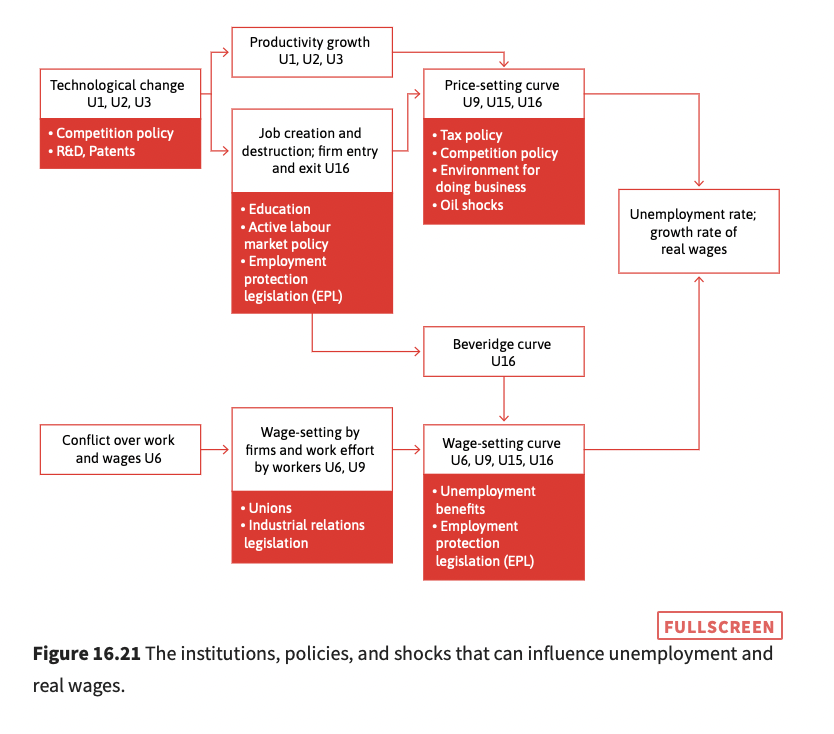 Productivity growth
U1, U2, U3
Technological change
U1, U2, U3
• Competition policy
• R&D, Patents
Job creation and
destruction; firm entry
and exit U16
• Education
• Active labour
market policy
• Employment
protection
legislation (EPL)
Price-setting curve
U9, U15, U16
• Tax policy
• Competition policy
• Environment for
doing business
• Oil shocks
Unemployment rate;
growth rate of
real wages
Beveridge curve
U16
Conflict over work
and wages U6
Wage-setting by
firms and work effort
by workers U6, U9
• Unions
• Industrial relations
legislation
Wage-setting curve
U6, U9, U15, U16
• Unemployment
benefits
• Employment
protection
legislation (EPL)
FULLSCREEN
Figure 16.21 The institutions, policies, and shocks that can influence unemployment and
real wages.